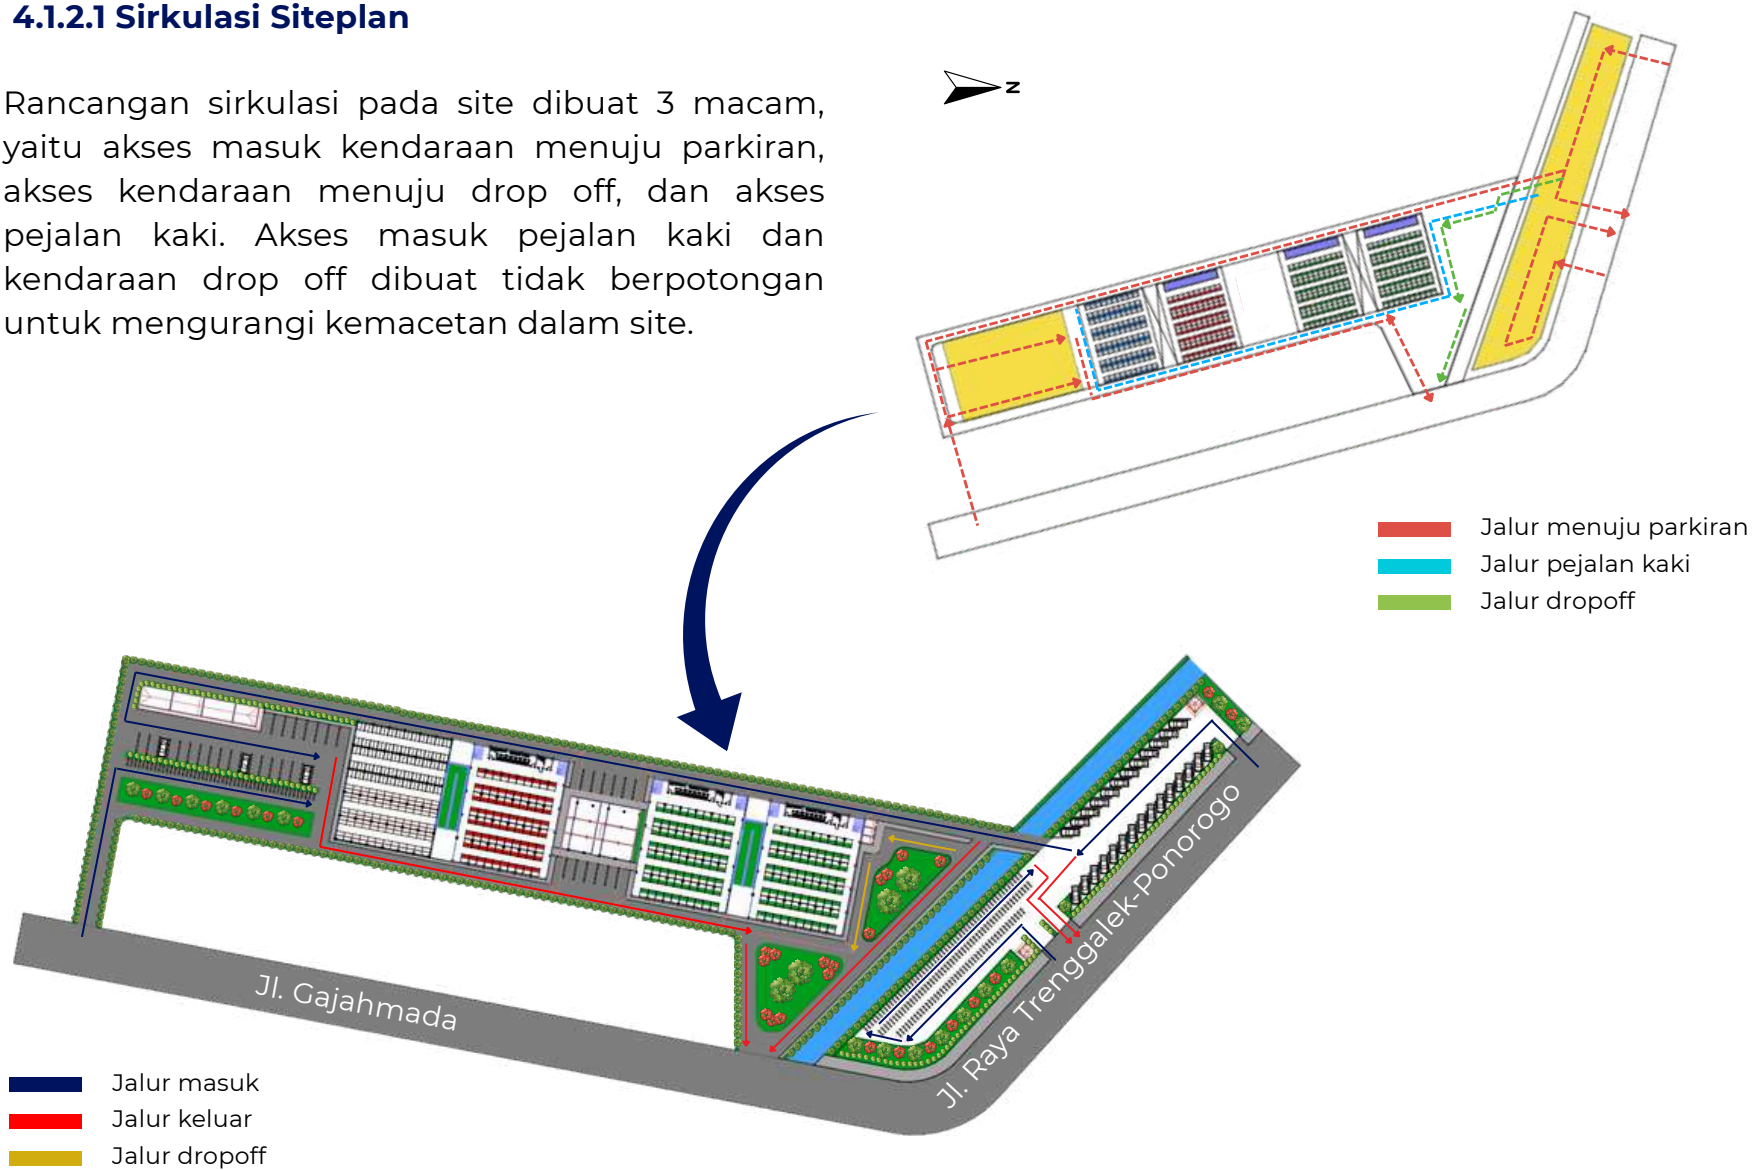 4.1.2.1 Sirkulasi Siteplan
Rancangan sirkulasi pada site dibuat 3 macam,
yaitu akses masuk kendaraan menuju parkiran,
akses kendaraan menuju drop off, dan akses
pejalan kaki. Akses masuk pejalan kaki dan
kendaraan drop off dibuat tidak berpotongan
untuk mengurangi kemacetan dalam site.
N
Jalur menuju parkiran
Jalur pejalan kaki
Jalur dropoff
Jl. Gajahmada
Jl. Raya Trenggalek-Ponorogo
Jalur masuk
Jalur keluar
Jalur dropoff